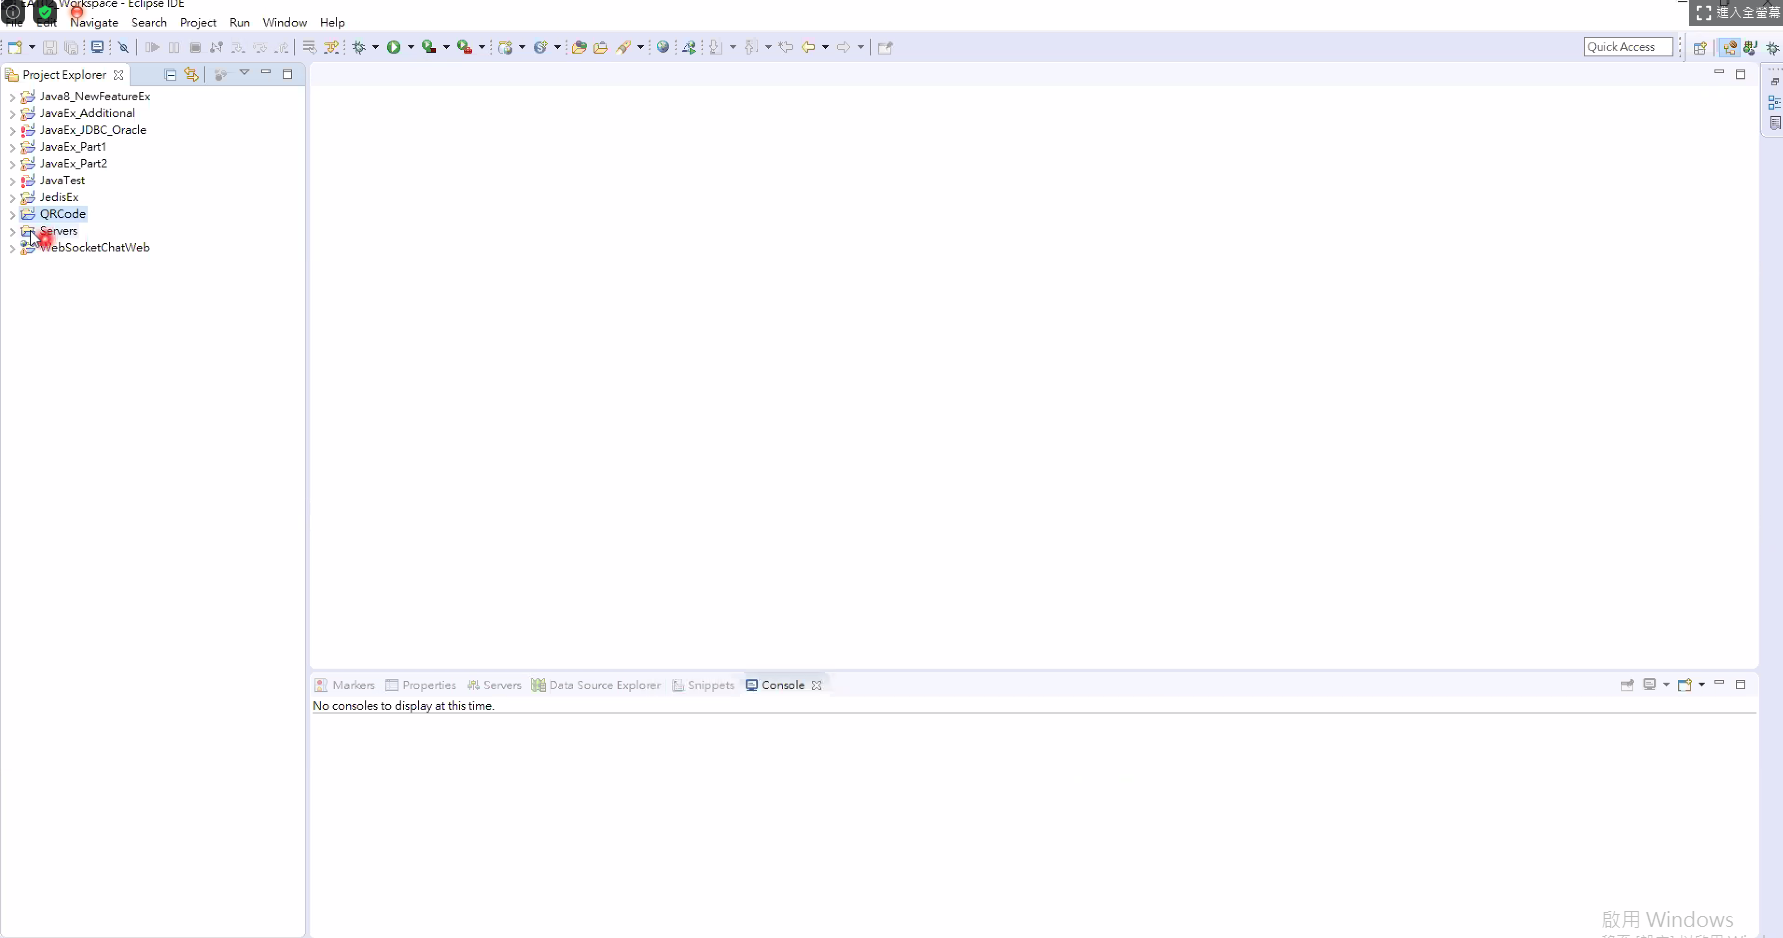 Workspace - Eclipse IDE
進入全螢幕
Edit Navigate Search Project Run Window Help
Quick Access
Project Explorer
Java8_NewFeatureEx
JavaEx_Additional
JavaEx_JDBC_Oracle
JavaEx_Part1
JavaEx_Part2
JavaTest
JedisEx
QRCode
Servers
WebSocketChatWeb
Markers Properties Servers Data Source Explorer Snippets Console
No consoles to display at this time.
啟用 Windows